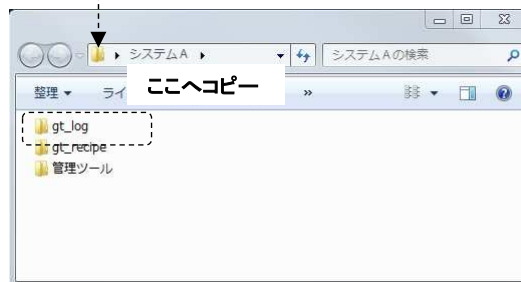 システムA
システムAの検索
ここへコピー
整理 ▼ ライ »
gt_log
gt_recipe
管理ツール